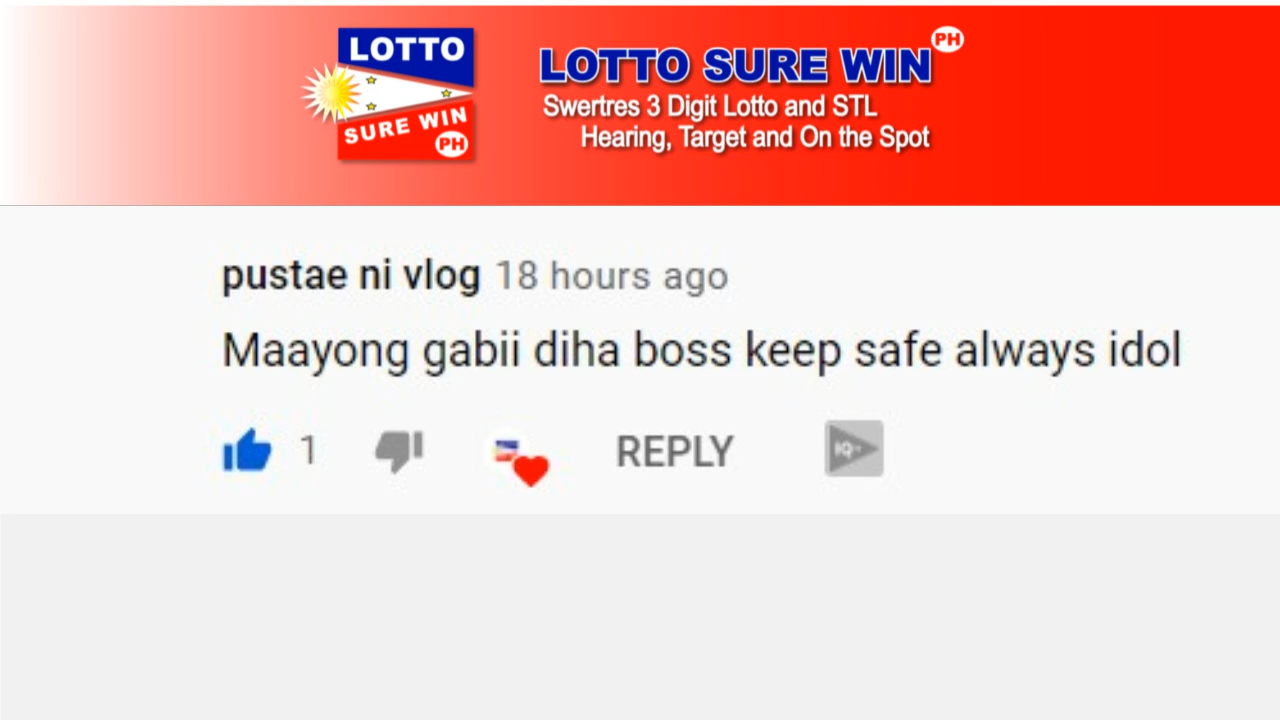 LOTTO
SURE WIN
PH
LOTTO SURE WIN PH
Swertres 3 Digit Lotto and STL
Hearing, Target and On the Spot
pustae ni vlog 18 hours ago
Maayong gabii diha boss keep safe always idol
1 REPLY IQ